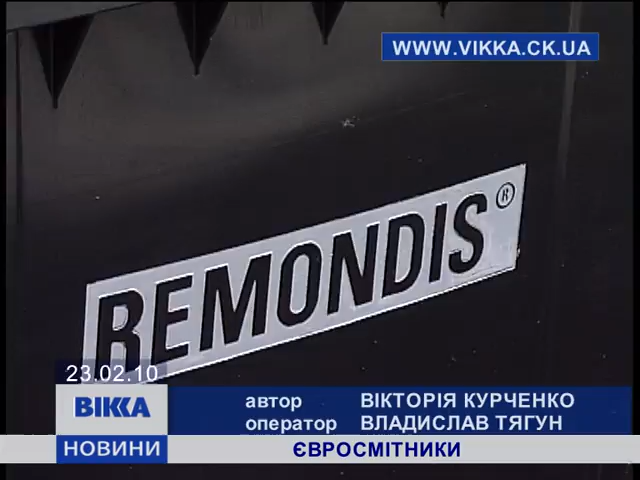 WWW.VIKKA.CK.UA
REMONDIS®
23.02.10
автор ВІКТОРІЯ КУРЧЕНКО
ВІККА
оператор ВЛАДИСЛАВ ТЯГУН
НОВИНИ
ЄВРОСМІТНИКИ